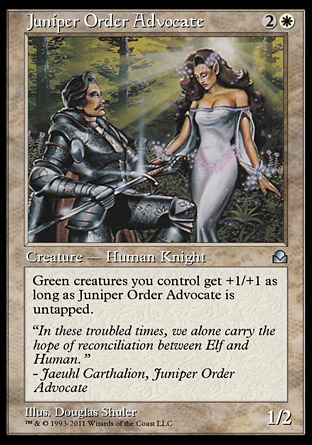 Juniper Order Advocate 2
Creature — Human Knight
Green creatures you control get +1/+1 as
long as Juniper Order Advocate is
untapped.
“In these troubled times, we alone carry the
hope of reconciliation between Elf and
Human.”
- Jaeuhl Carthalion, Juniper Order
Advocate
Illus. Douglas Shuler
1/2
™ & © 1993-2011 Wizards of the Coast LLC